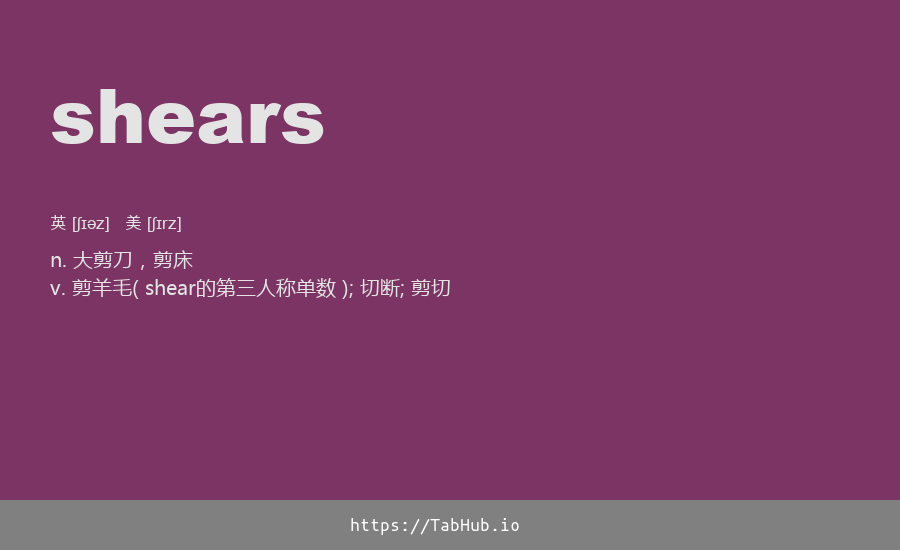 shears
英 [ʃɪəz] 美 [ʃɪrz]
n. 大剪刀，剪床
v. 剪羊毛( shear的第三人称单数 ); 切断; 剪切
https://TabHub.io